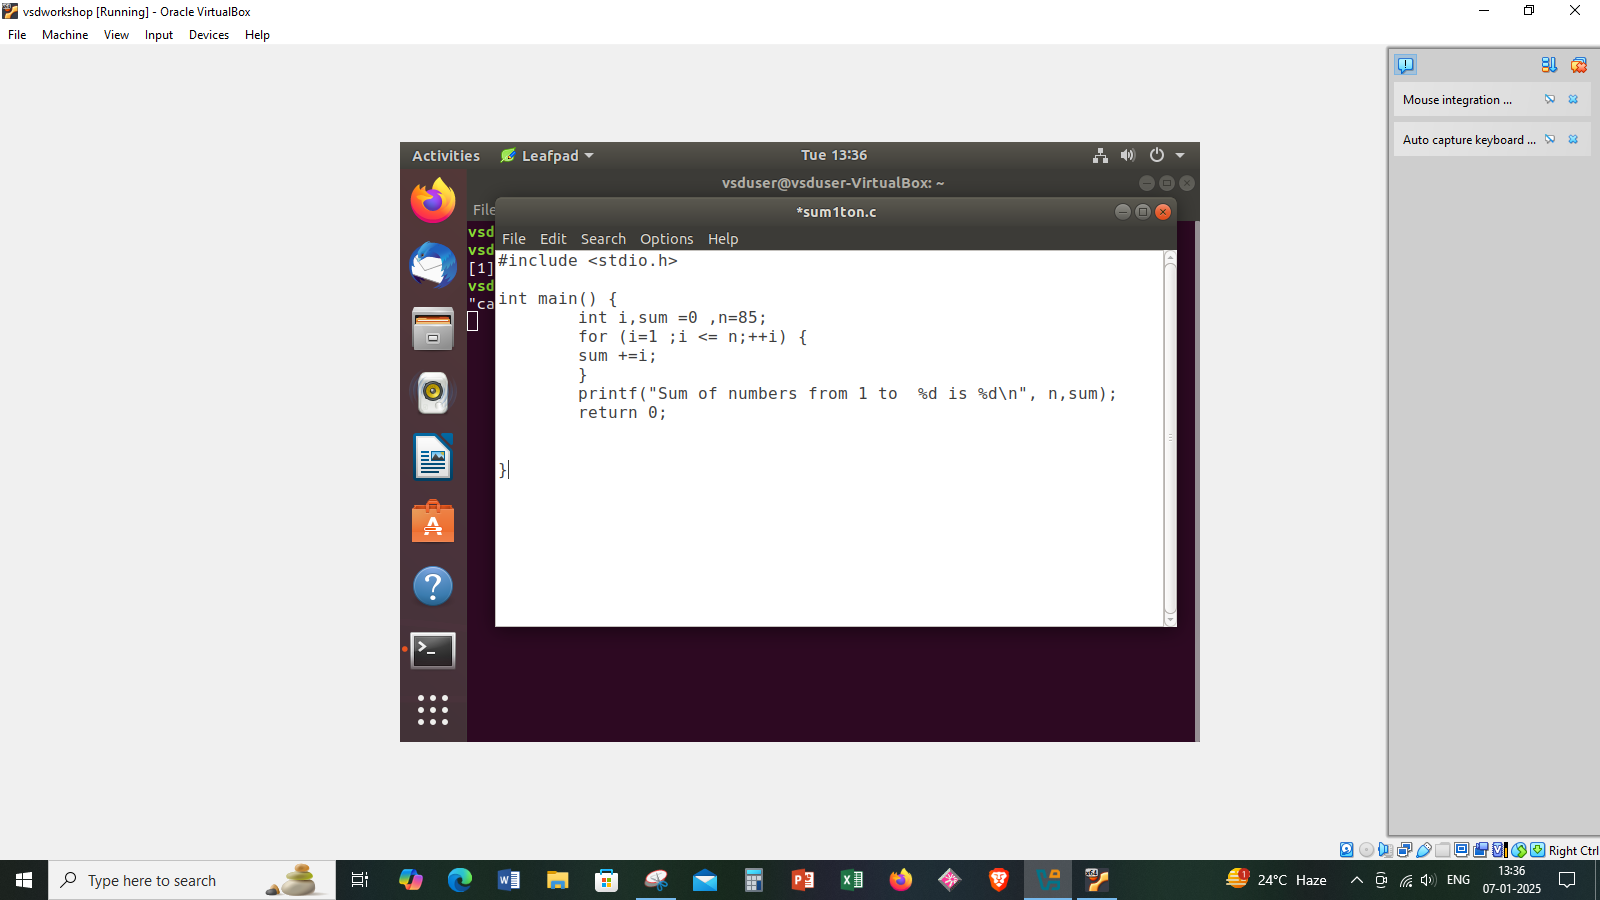 vsdworkshop [Running] - Oracle VirtualBox
File Machine View Input Devices Help
Mouse integration ...
Auto capture keyboard ...
Activities Leafpad Tue 13:36
vsduser@vsduser-VirtualBox: ~
File
*sum1ton.c
File Edit Search Options Help
vsd
vsd
[1]
vsd
"ca
#include <stdio.h>
int main() {
int i,sum =0 ,n=85;
for (i=1 ;i <= n;++i) {
sum +=i;
}
printf("Sum of numbers from 1 to  %d is %d\n", n,sum);
return 0;
}
Right Ctrl
Type here to search
24°C Haze
ENG
13:36
07-01-2025